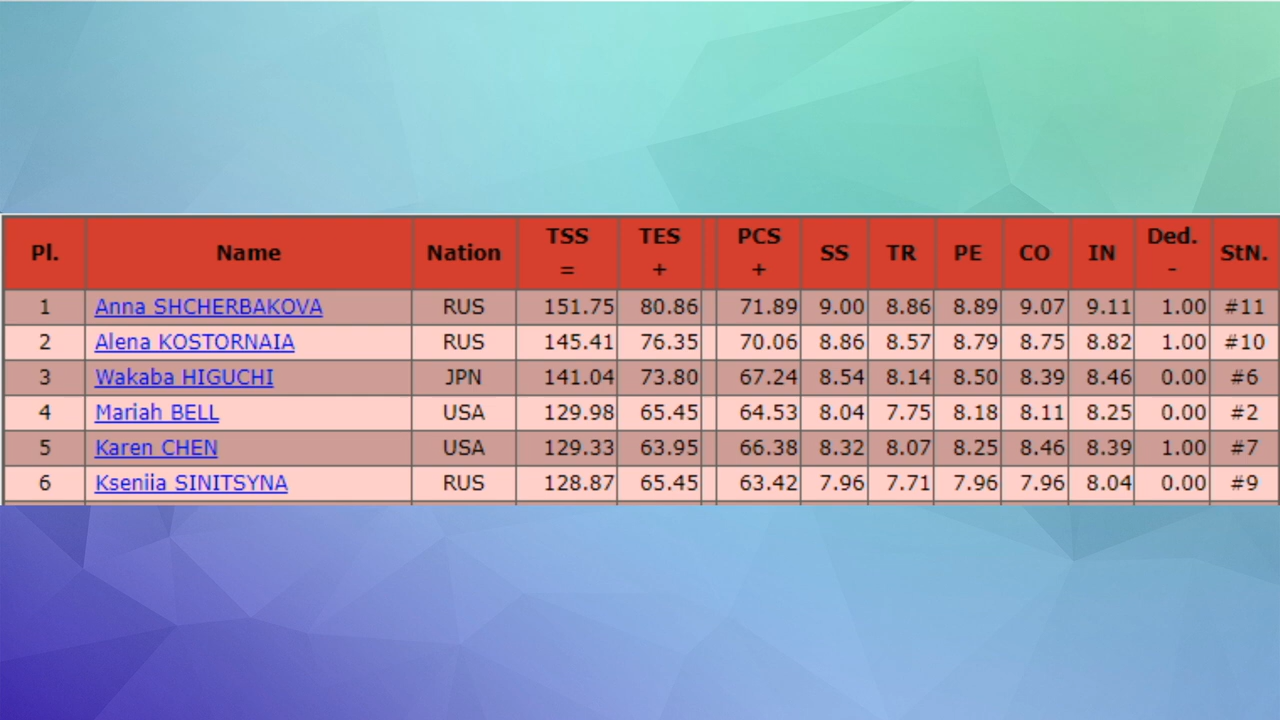 Pl. Name Nation TSS = TES + PCS + SS TR PE CO IN Ded. - StN.
1 Anna SHCHERBAKOVA RUS 151.75 80.86 71.89 9.00 8.86 8.89 9.07 9.11 1.00 #11
2 Alena KOSTORNAIA RUS 145.41 76.35 70.06 8.86 8.57 8.79 8.75 8.82 1.00 #10
3 Wakaba HIGUCHI JPN 141.04 73.80 67.24 8.54 8.14 8.50 8.39 8.46 0.00 #6
4 Mariah BELL USA 129.98 65.45 64.53 8.04 7.75 8.18 8.11 8.25 0.00 #2
5 Karen CHEN USA 129.33 63.95 66.38 8.32 8.07 8.25 8.46 8.39 1.00 #7
6 Kseniia SINITSYNA RUS 128.87 65.45 63.42 7.96 7.71 7.96 7.96 8.04 0.00 #9